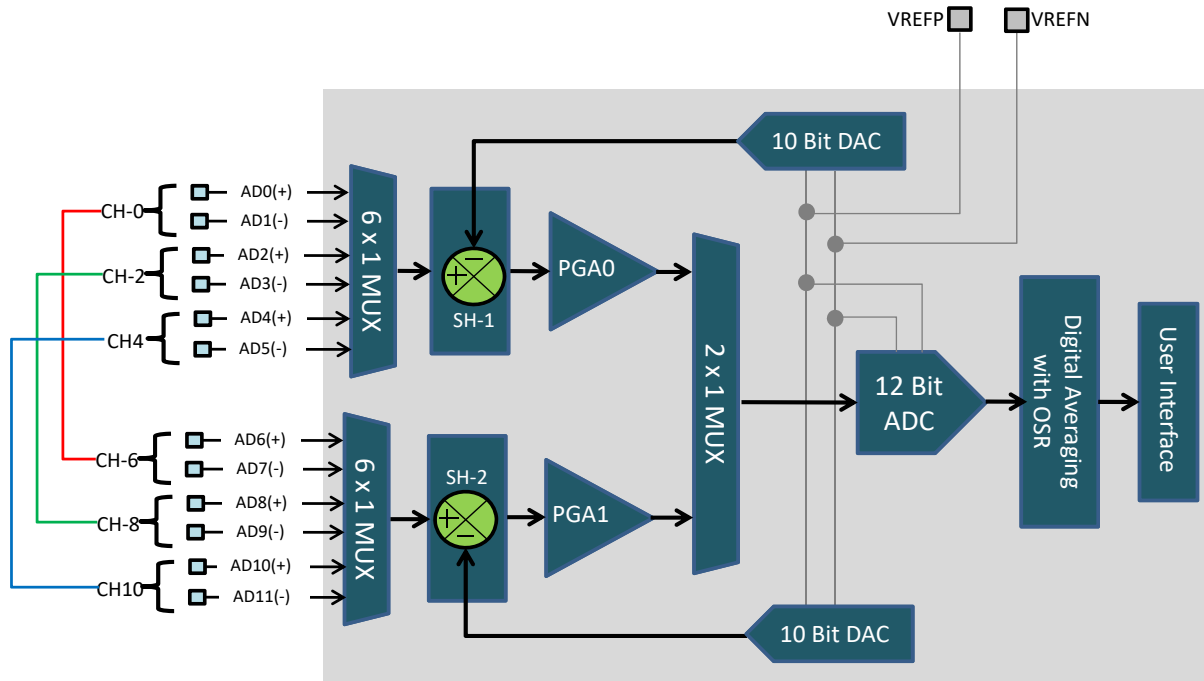 VREFP
VREFN
10 Bit DAC
CH-0
AD0(+)
AD1(-)
CH-2
AD2(+)
AD3(-)
CH4
AD4(+)
AD5(-)
6 x 1 MUX
+
−
SH-1
PGA0
2 x 1 MUX
12 Bit
ADC
Digital Averaging
with OSR
User Interface
CH-6
AD6(+)
AD7(-)
CH-8
AD8(+)
AD9(-)
CH10
AD10(+)
AD11(-)
6 x 1 MUX
SH-2
+
−
PGA1
10 Bit DAC